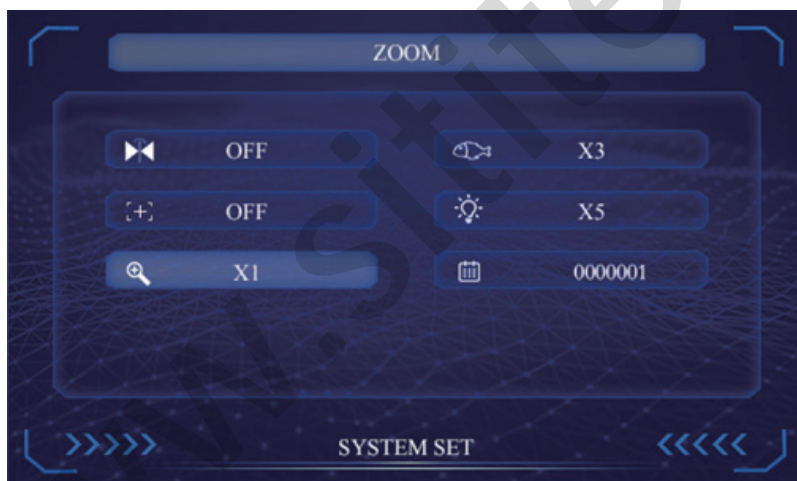 ZOOM
OFF X3
OFF X5
X1 0000001
>>>>> SYSTEM SET <<<<<